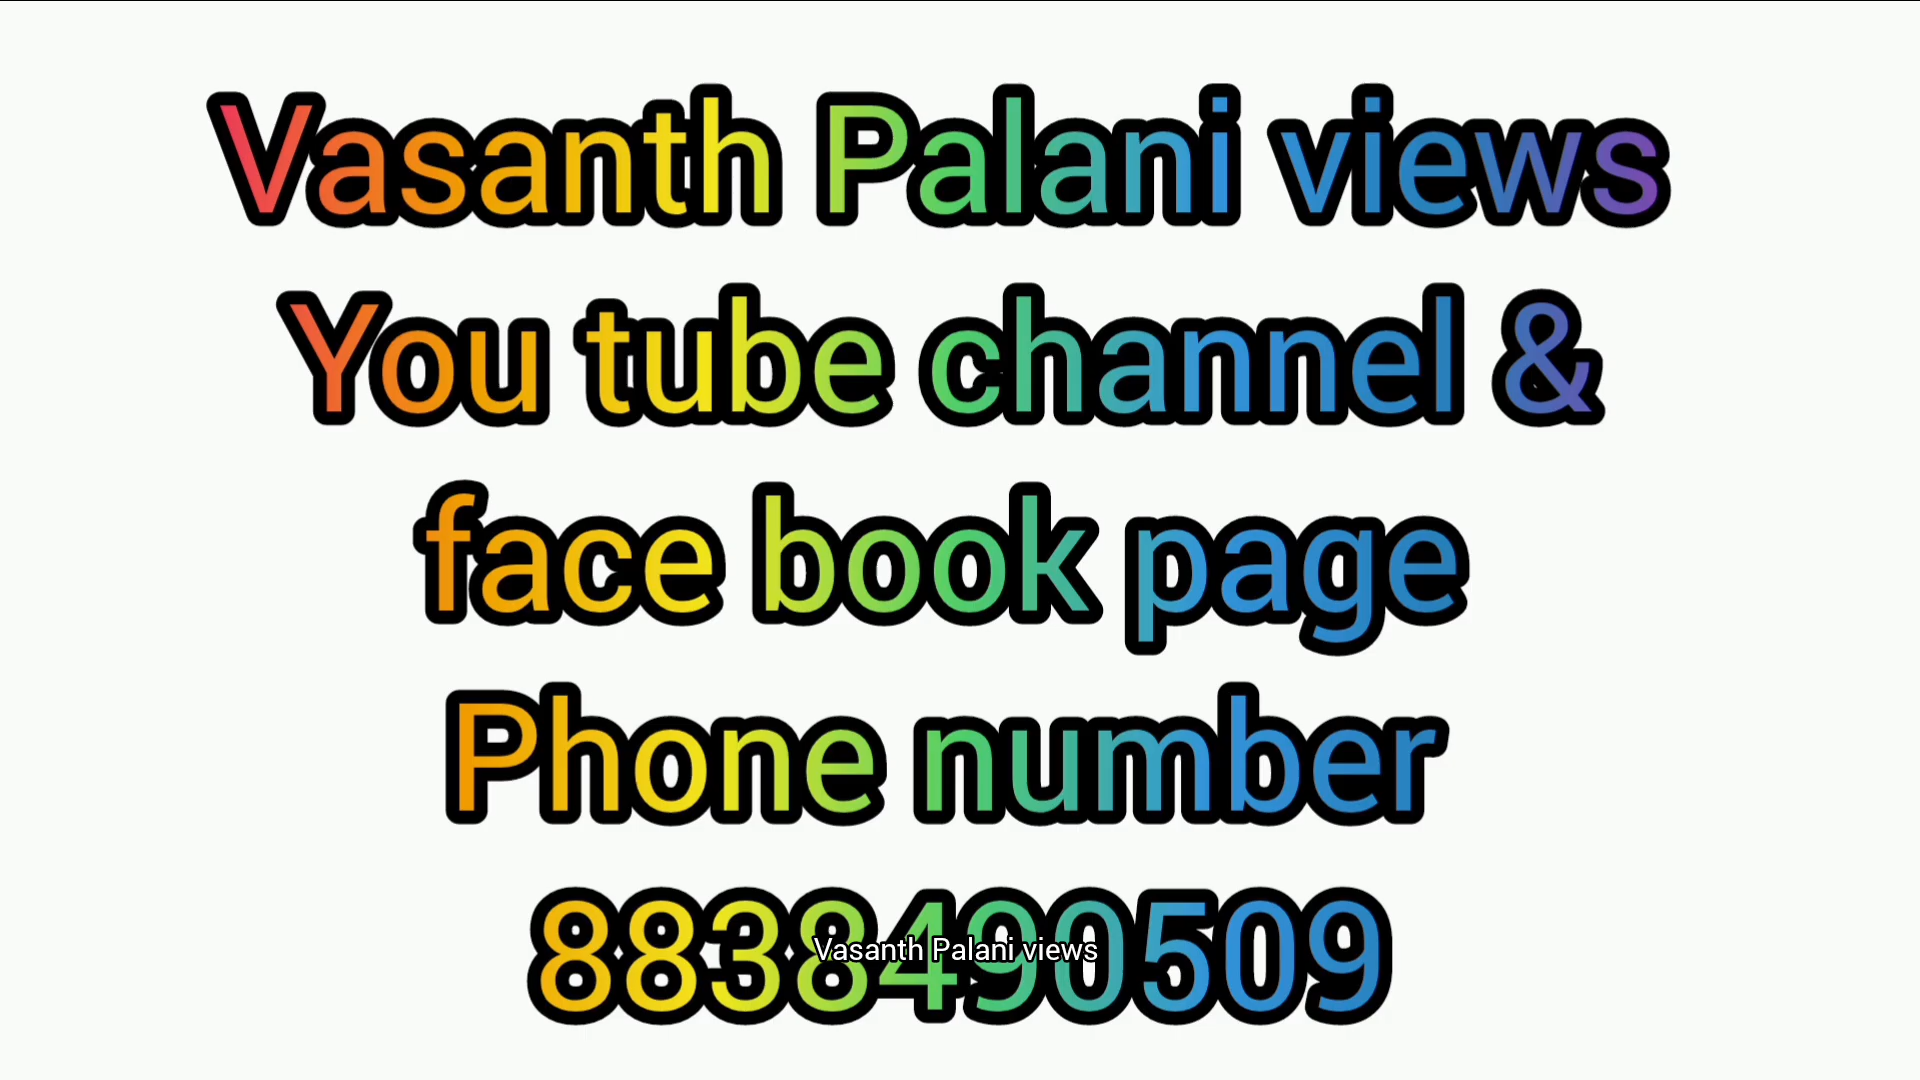 Vasanth Palani views
You tube channel &
face book page
Phone number
8838490509
Vasanth Palani views